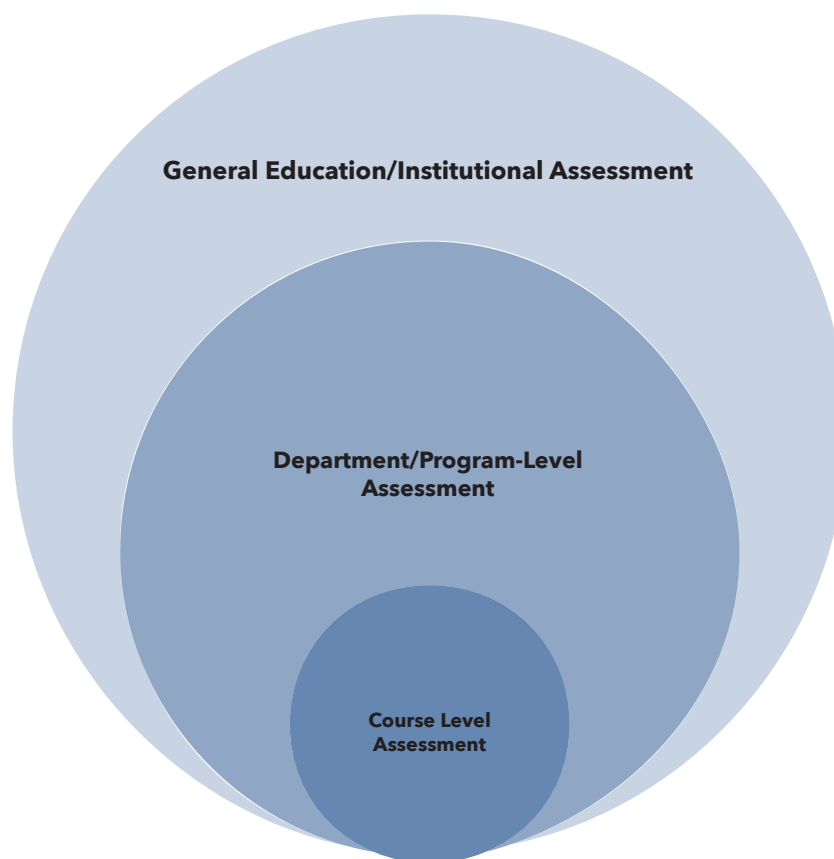 General Education/Institutional Assessment
Department/Program-Level
Assessment
Course Level
Assessment